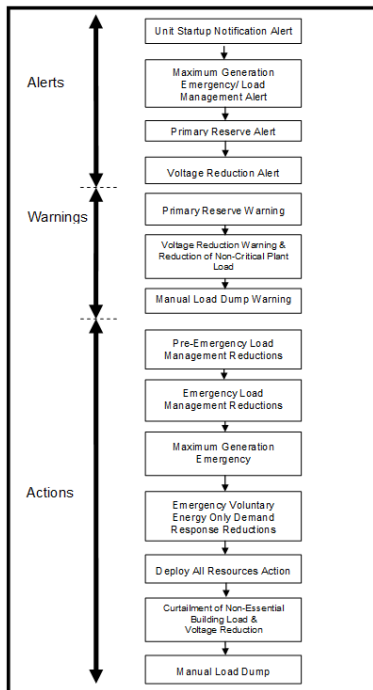 Unit Startup Notification Alert
Alerts
Maximum Generation
Emergency/ Load
Management Alert
Primary Reserve Alert
Voltage Reduction Alert
Warnings
Primary Reserve Warning
Voltage Reduction Warning &
Reduction of Non-Critical Plant
Load
Manual Load Dump Warning
Pre-Emergency Load
Management Reductions
Emergency Load
Management Reductions
Maximum Generation
Emergency
Actions
Emergency Voluntary
Energy Only Demand
Response Reductions
Deploy All Resources Action
Curtailment of Non-Essential
Building Load &
Voltage Reduction
Manual Load Dump